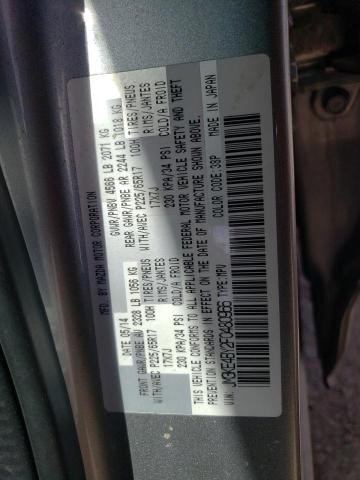 MFD BY MAZDA MOTOR CORPORATION
DATE 05/14
GVWR/PNBV 4566 LB 2071 KG
FRONT GAWR/PNBE AV 2328 LB 1056 KG
REAR GAWR/PNBE AR 2244 LB 1018 KG
WITH/AVEC P225/65R17 100H TIRES/PNEUS
WITH/AVEC P225/65R17 100H TIRES/PNEUS
17X7J RIMS/JANTES
17X7J RIMS/JANTES
230 KPA/34 PSI COLD/A FROID
230 KPA/34 PSI COLD/A FROID
THIS VEHICLE CONFORMS TO ALL APPLICABLE FEDERAL MOTOR VEHICLE SAFETY AND THEFT
PREVENTION STANDARDS IN EFFECT ON THE DATE OF MANUFACTURE SHOWN ABOVE.
VIN: TYPE:MPV
COLOR CODE:39P
MADE IN JAPAN